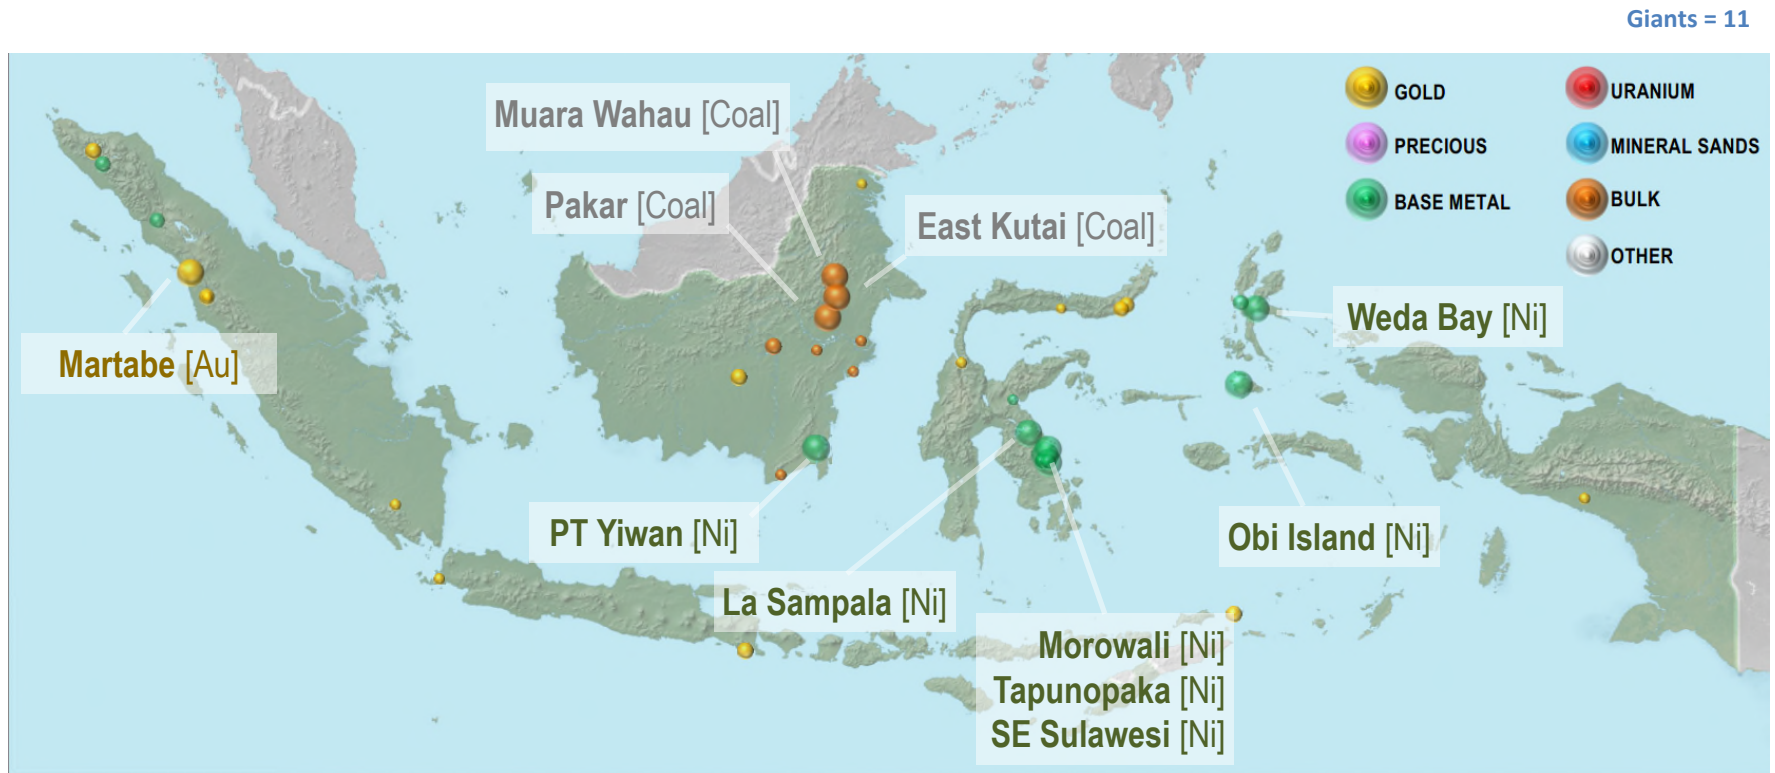 Giants = 11
GOLD
URANIUM
PRECIOUS
MINERAL SANDS
BASE METAL
BULK
OTHER
Muara Wahau [Coal]
Pakar [Coal]
East Kutai [Coal]
Weda Bay [Ni]
Martabe [Au]
PT Yiwan [Ni]
Obi Island [Ni]
La Sampala [Ni]
Morowali [Ni]
Tapunopaka [Ni]
SE Sulawesi [Ni]